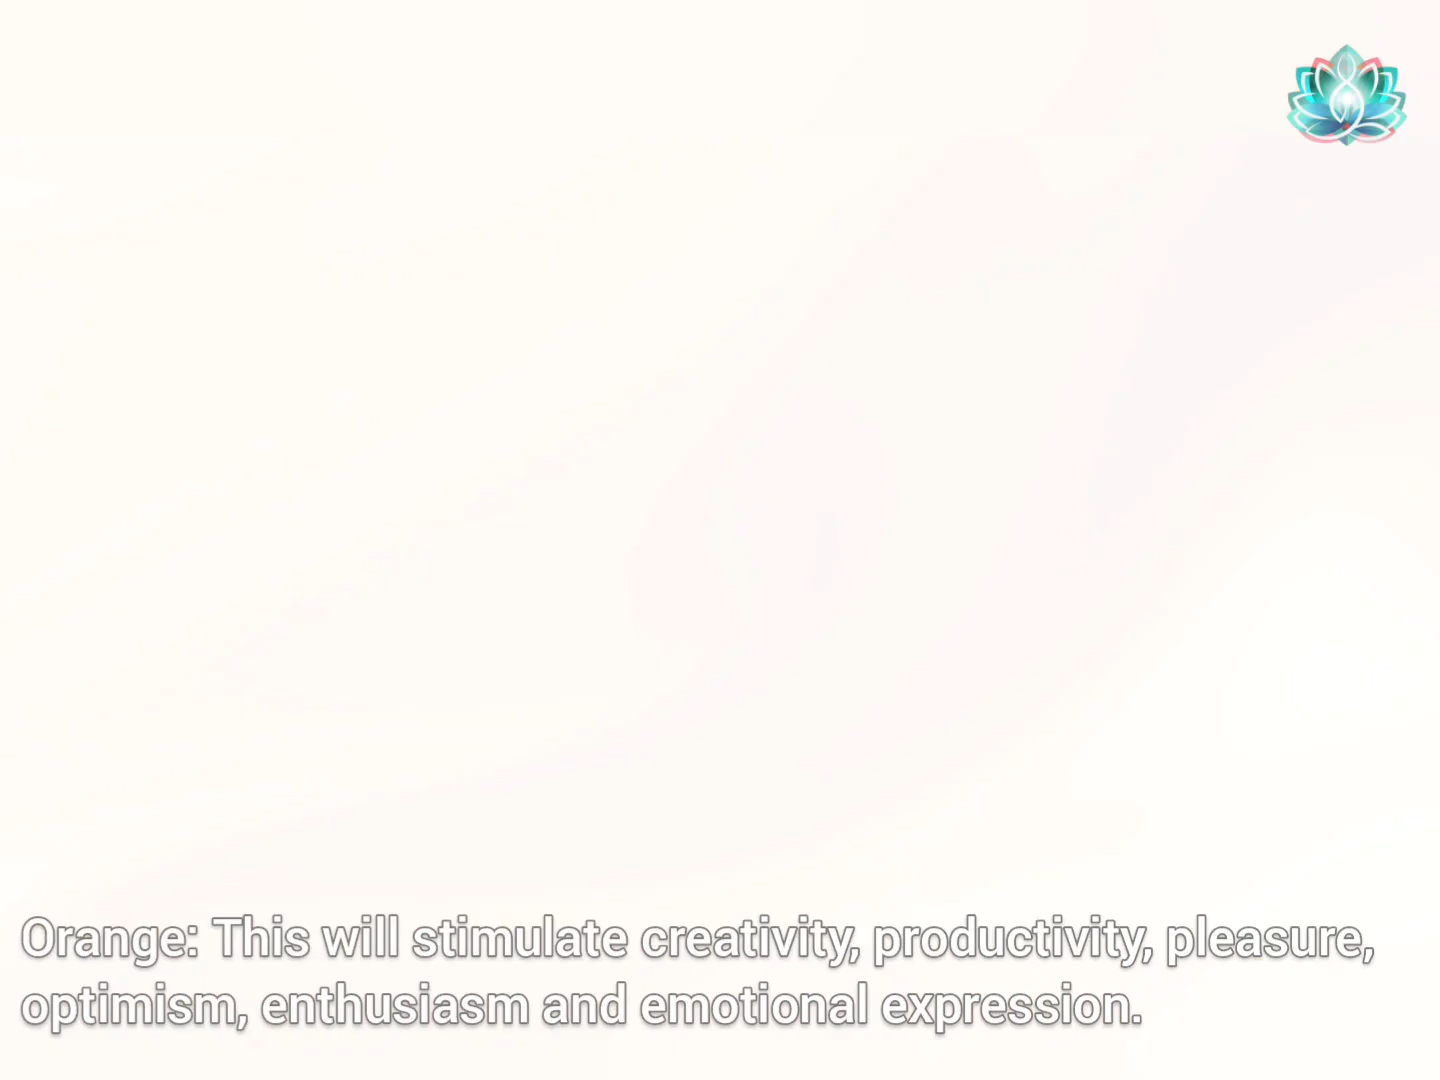 Orange: This will stimulate creativity, productivity, pleasure,
optimism, enthusiasm and emotional expression.